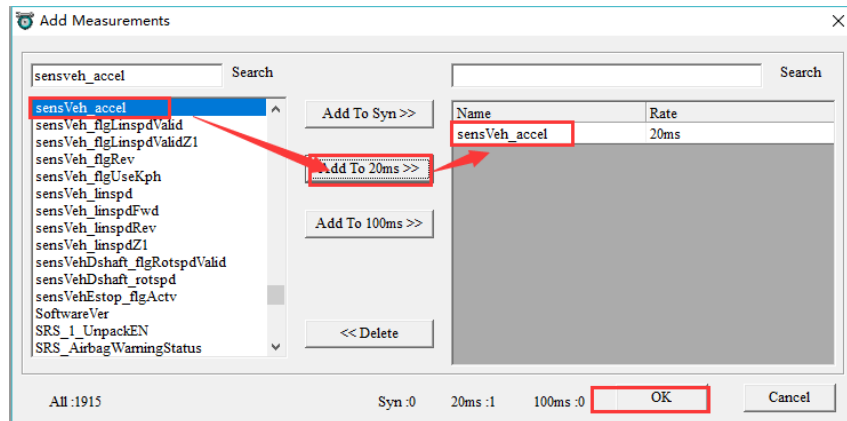 Add Measurements
sensveh_accel
Search
Search
sensVeh_accel
sensVeh_flgLinspdValid
sensVeh_flgLinspdValidZ1
sensVeh_flgRev
sensVeh_flgUseKph
sensVeh_linspd
sensVeh_linspdFwd
sensVeh_linspdRev
sensVeh_linspdZ1
sensVehDshaft_flgRotspdValid
sensVehDshaft_rotspd
sensVehEstop_flgActv
SoftwareVer
SRS_1_UnpackEN
SRS_AirbagWarningStatus
Add To Syn >>
Add To 20ms >>
Add To 100ms >>
<< Delete
Name Rate
sensVeh_accel 20ms
All :1915
Syn :0 20ms :1 100ms :0
OK
Cancel